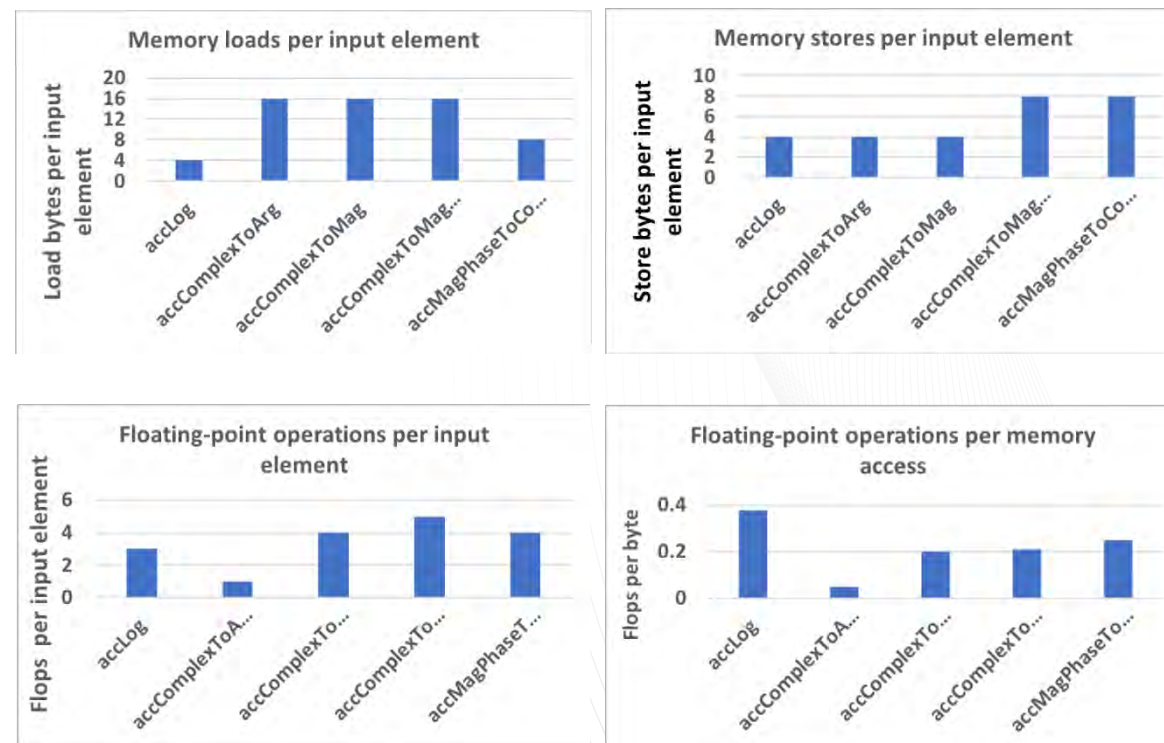 Memory loads per input element
Load bytes per input
element
20
16
12
8
4
0
accLog
accComplexToArg
accComplexToMag
accComplexToMag...
accMagPhaseToCo...
Memory stores per input element
Store bytes per input
element
10
8
6
4
2
0
accLog
accComplexToArg
accComplexToMag
accComplexToMag...
accMagPhaseToCo...
Floating-point operations per input
element
Flops per input element
6
4
2
0
accLog
accComplexToA...
accComplexTo...
accComplexTo...
accMagPhaseT...
Floating-point operations per memory
access
Flops per byte
0.4
0.2
0
accLog
accComplexToA...
accComplexTo...
accComplexTo...
accMagPhaseTo...